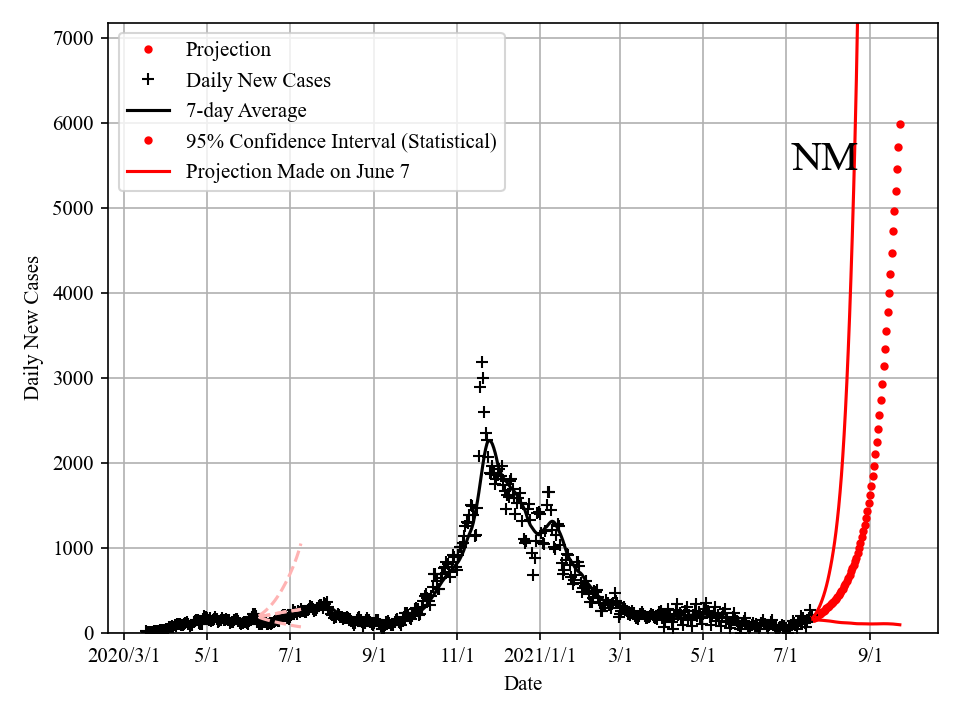 7000
6000
5000
4000
3000
2000
1000
0
Daily New Cases
Projection
Daily New Cases
7-day Average
95% Confidence Interval (Statistical)
Projection Made on June 7
NM
2020/3/1 5/1 7/1 9/1 11/1 2021/1/1 3/1 5/1 7/1 9/1
Date